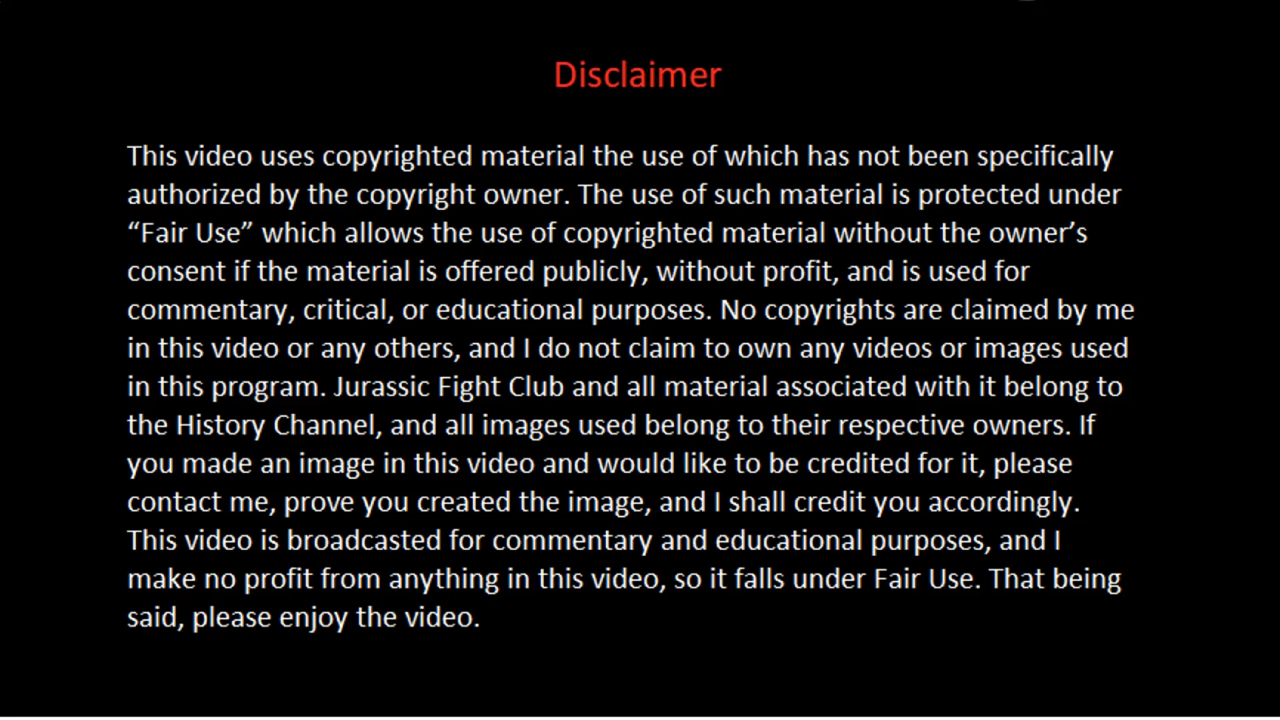 Disclaimer
This video uses copyrighted material the use of which has not been specifically
authorized by the copyright owner. The use of such material is protected under
“Fair Use” which allows the use of copyrighted material without the owner’s
consent if the material is offered publicly, without profit, and is used for
commentary, critical, or educational purposes. No copyrights are claimed by me
in this video or any others, and I do not claim to own any videos or images used
in this program. Jurassic Fight Club and all material associated with it belong to
the History Channel, and all images used belong to their respective owners. If
you made an image in this video and would like to be credited for it, please
contact me, prove you created the image, and I shall credit you accordingly.
This video is broadcasted for commentary and educational purposes, and I
make no profit from anything in this video, so it falls under Fair Use. That being
said, please enjoy the video.